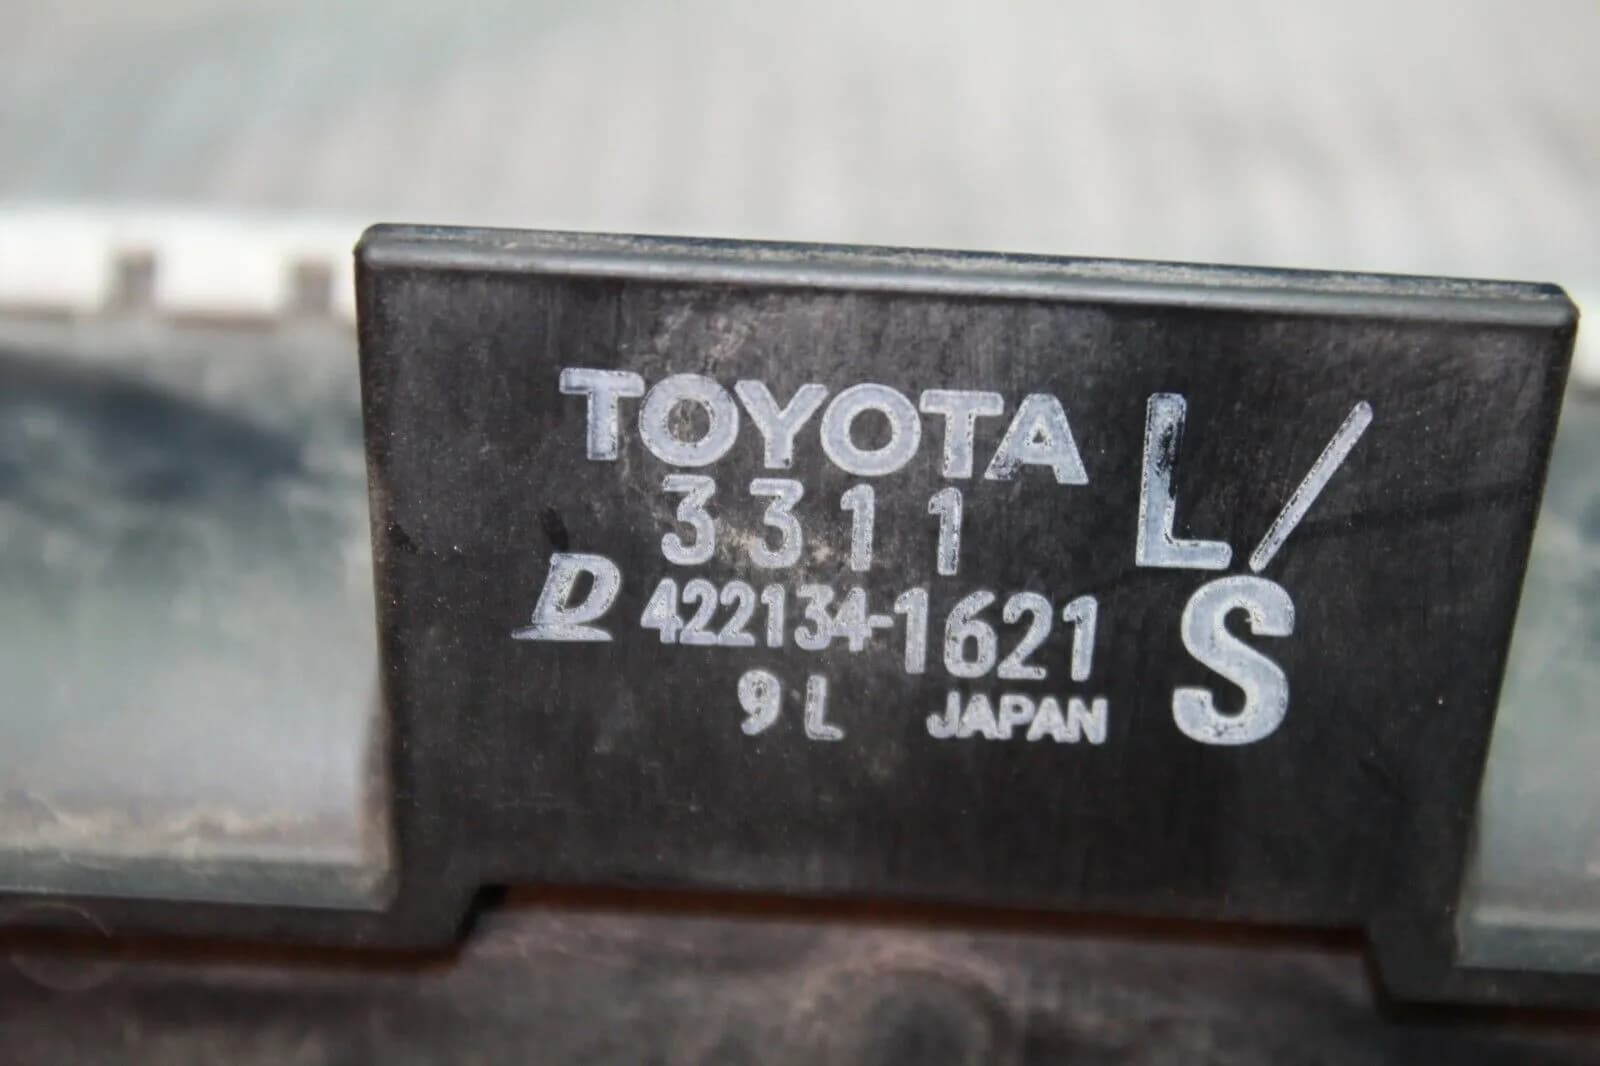 TOYOTA L/S
3311
D 422134-1621
9L JAPAN